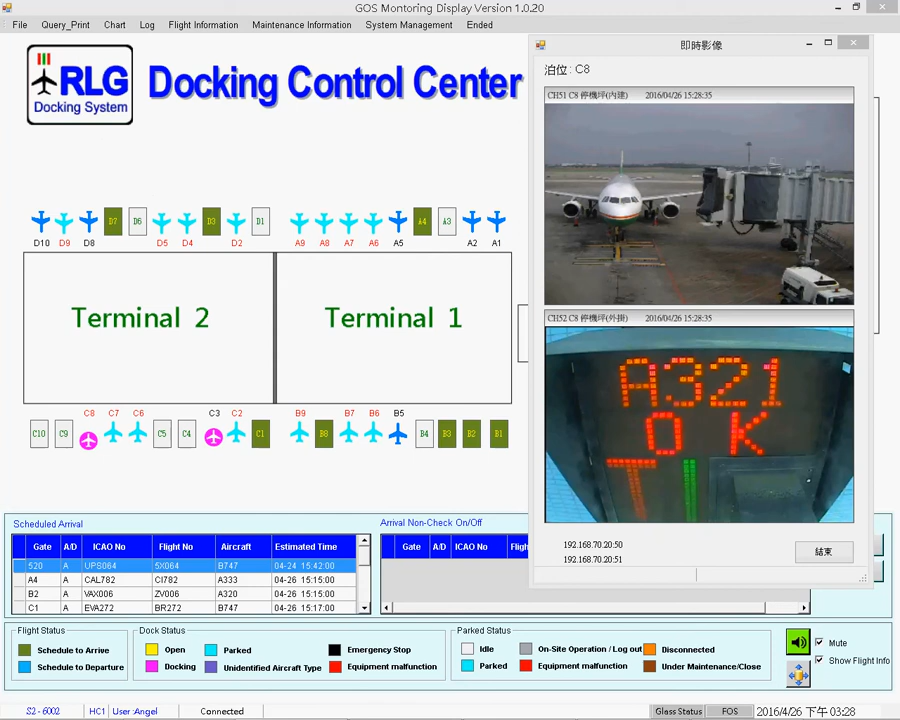 GOS Montoring Display Version 1.0.20
File Query_Print Chart Log Flight Information Maintenance Information System Management Ended
RLG
Docking System
Docking Control Center
D10 D9 D8 D7 D6 D5 D4 D3 D2 D1 A9 A8 A7 A6 A5 A4 A3 A2 A1
Terminal 2
Terminal 1
C10 C9 C8 C7 C6 C5 C4 C3 C2 C1 B9 B8 B7 B6 B5 B4 B3 B2 B1
即時影像
泊位: C8
CH51 C8 停機坪(內建) 2016/04/26 15:28:35
CH52 C8 停機坪(外掛) 2016/04/26 15:28:35
A321
OK
192.168.70.20:50
192.168.70.20:51
結束
Scheduled Arrival
Gate A/D ICAO No Flight No Aircraft Estimated Time
520 A UPS064 5X064 B747 04-24 15:42:00
A4 A CAL782 CI782 A333 04-26 15:15:00
B2 A VAX006 ZV006 A320 04-26 15:15:00
C1 A EVA272 BR272 B747 04-26 15:17:00
Arrival Non-Check On/Off
Gate A/D ICAO No Fligh
Flight Status
Schedule to Arrive
Schedule to Departure
Dock Status
Open Parked Emergency Stop
Docking Unidentified Aircraft Type Equipment malfunction
Parked Status
Idle On-Site Operation / Log out Disconnected
Parked Equipment malfunction Under Maintenance/Close
Mute
Show Flight Info
S2 - 6002 HC1 User :Angel Connected Glass Status FOS 2016/4/26 下午 03:28